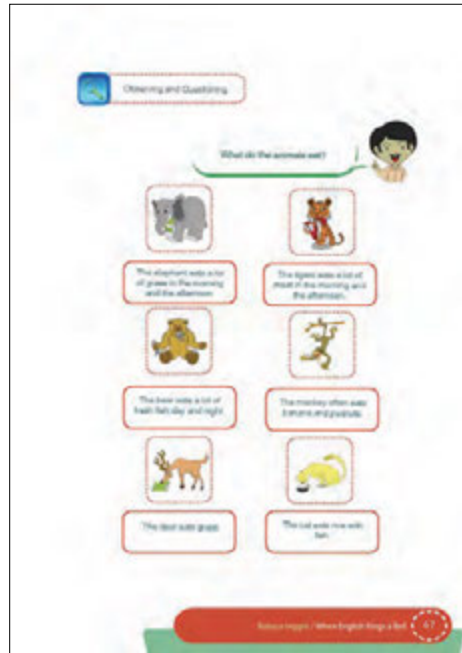 Observing and Questioning
What do the animals eat?
The elephant eats a lot
of grass in the morning
and the afternoon.
The tigers eats a lot of
meat in the morning and
the afternoon.
The bear eats a lot of
fresh fish day and night.
The monkey often eats
banana and peanuts.
The deer eats grass.
The cat eats rice with
fish.
Bahasa Inggris / When English Rings a Bell
67